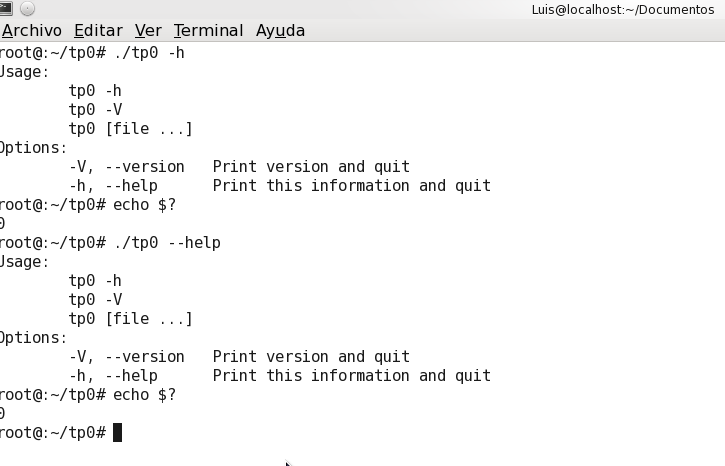 Luis@localhost:~/Documentos
Archivo Editar Ver Terminal Ayuda
root@:~/tp0# ./tp0 -h
Usage:
        tp0 -h
        tp0 -V
        tp0 [file ...]
Options:
        -V, --version   Print version and quit
        -h, --help      Print this information and quit
root@:~/tp0# echo $?
0
root@:~/tp0# ./tp0 --help
Usage:
        tp0 -h
        tp0 -V
        tp0 [file ...]
Options:
        -V, --version   Print version and quit
        -h, --help      Print this information and quit
root@:~/tp0# echo $?
0
root@:~/tp0#